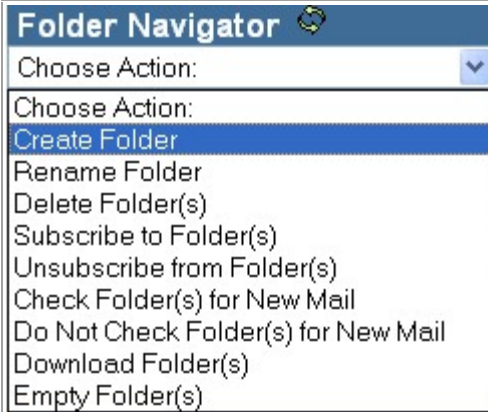 Folder Navigator
Choose Action:
Choose Action:
Create Folder
Rename Folder
Delete Folder(s)
Subscribe to Folder(s)
Unsubscribe from Folder(s)
Check Folder(s) for New Mail
Do Not Check Folder(s) for New Mail
Download Folder(s)
Empty Folder(s)